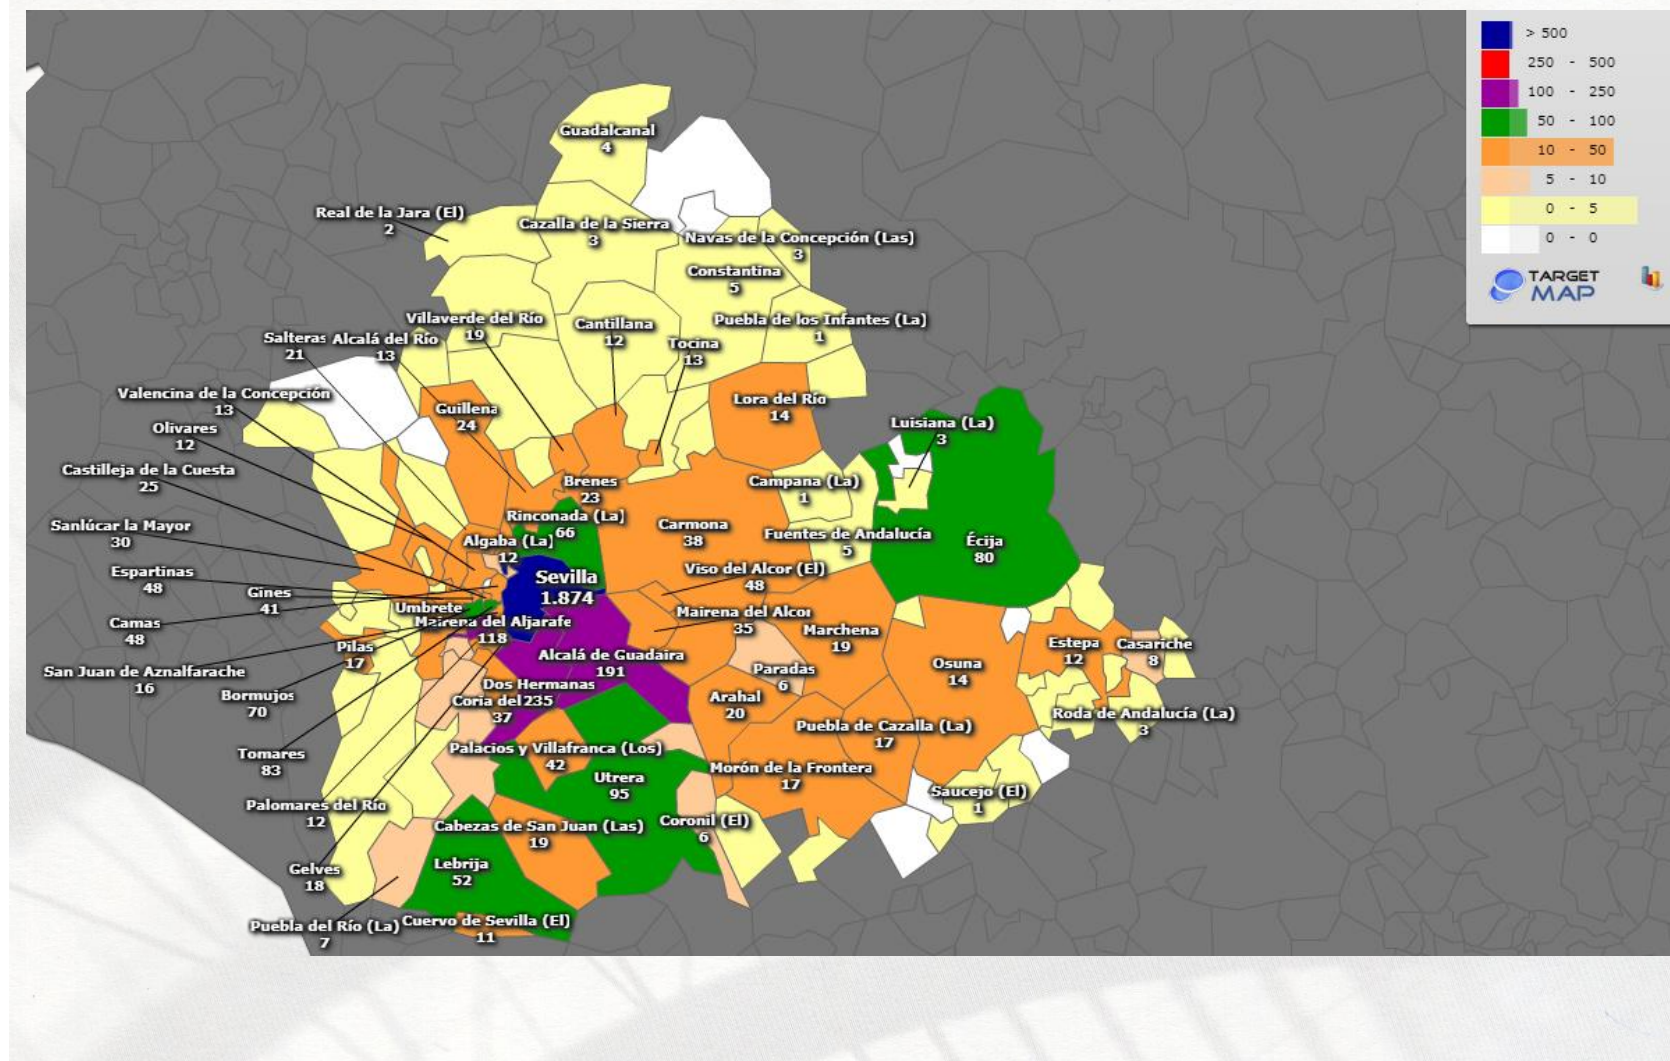 > 500
250 - 500
100 - 250
50 - 100
10 - 50
5 - 10
0 - 5
0 - 0
TARGET
MAP
Guadalcanal
4
Real de la Jara (El)
2
Cazalla de la Sierra
3
Navas de la Concepción (Las)
3
Constantina
5
Villaverde del Río
19
Cantillana
12
Puebla de los Infantes (La)
1
Salteras
21
Alcalá del Río
13
Tocina
13
Valencina de la Concepción
13
Lora del Río
14
Guillena
24
Luisiana (La)
3
Olivares
12
Castilleja de la Cuesta
25
Brenes
23
Campana (La)
1
Rinconada (La)
66
Sanlúcar la Mayor
30
Carmona
38
Fuentes de Andalucía
5
Écija
80
Algaba (La)
12
Espartinas
48
Sevilla
1.874
Viso del Alcor (El)
48
Gines
41
Umbrete
Camas
48
Mairena del Aljarafe
118
Mairena del Alcor
35
Marchena
19
Pilas
17
Estepa
12
Casariche
8
San Juan de Aznalfarache
16
Alcalá de Guadaira
191
Paradas
6
Osuna
14
Bormujos
70
Dos Hermanas
235
Coria del
37
Arahal
20
Roda de Andalucía (La)
3
Puebla de Cazalla (La)
17
Tomares
83
Palacios y Villafranca (Los)
42
Utrera
95
Morón de la Frontera
17
Saucejo (El)
1
Palomares del Río
12
Cabezas de San Juan (Las)
19
Coronil (El)
6
Gelves
18
Lebrija
52
Puebla del Río (La)
7
Cuervo de Sevilla (El)
11